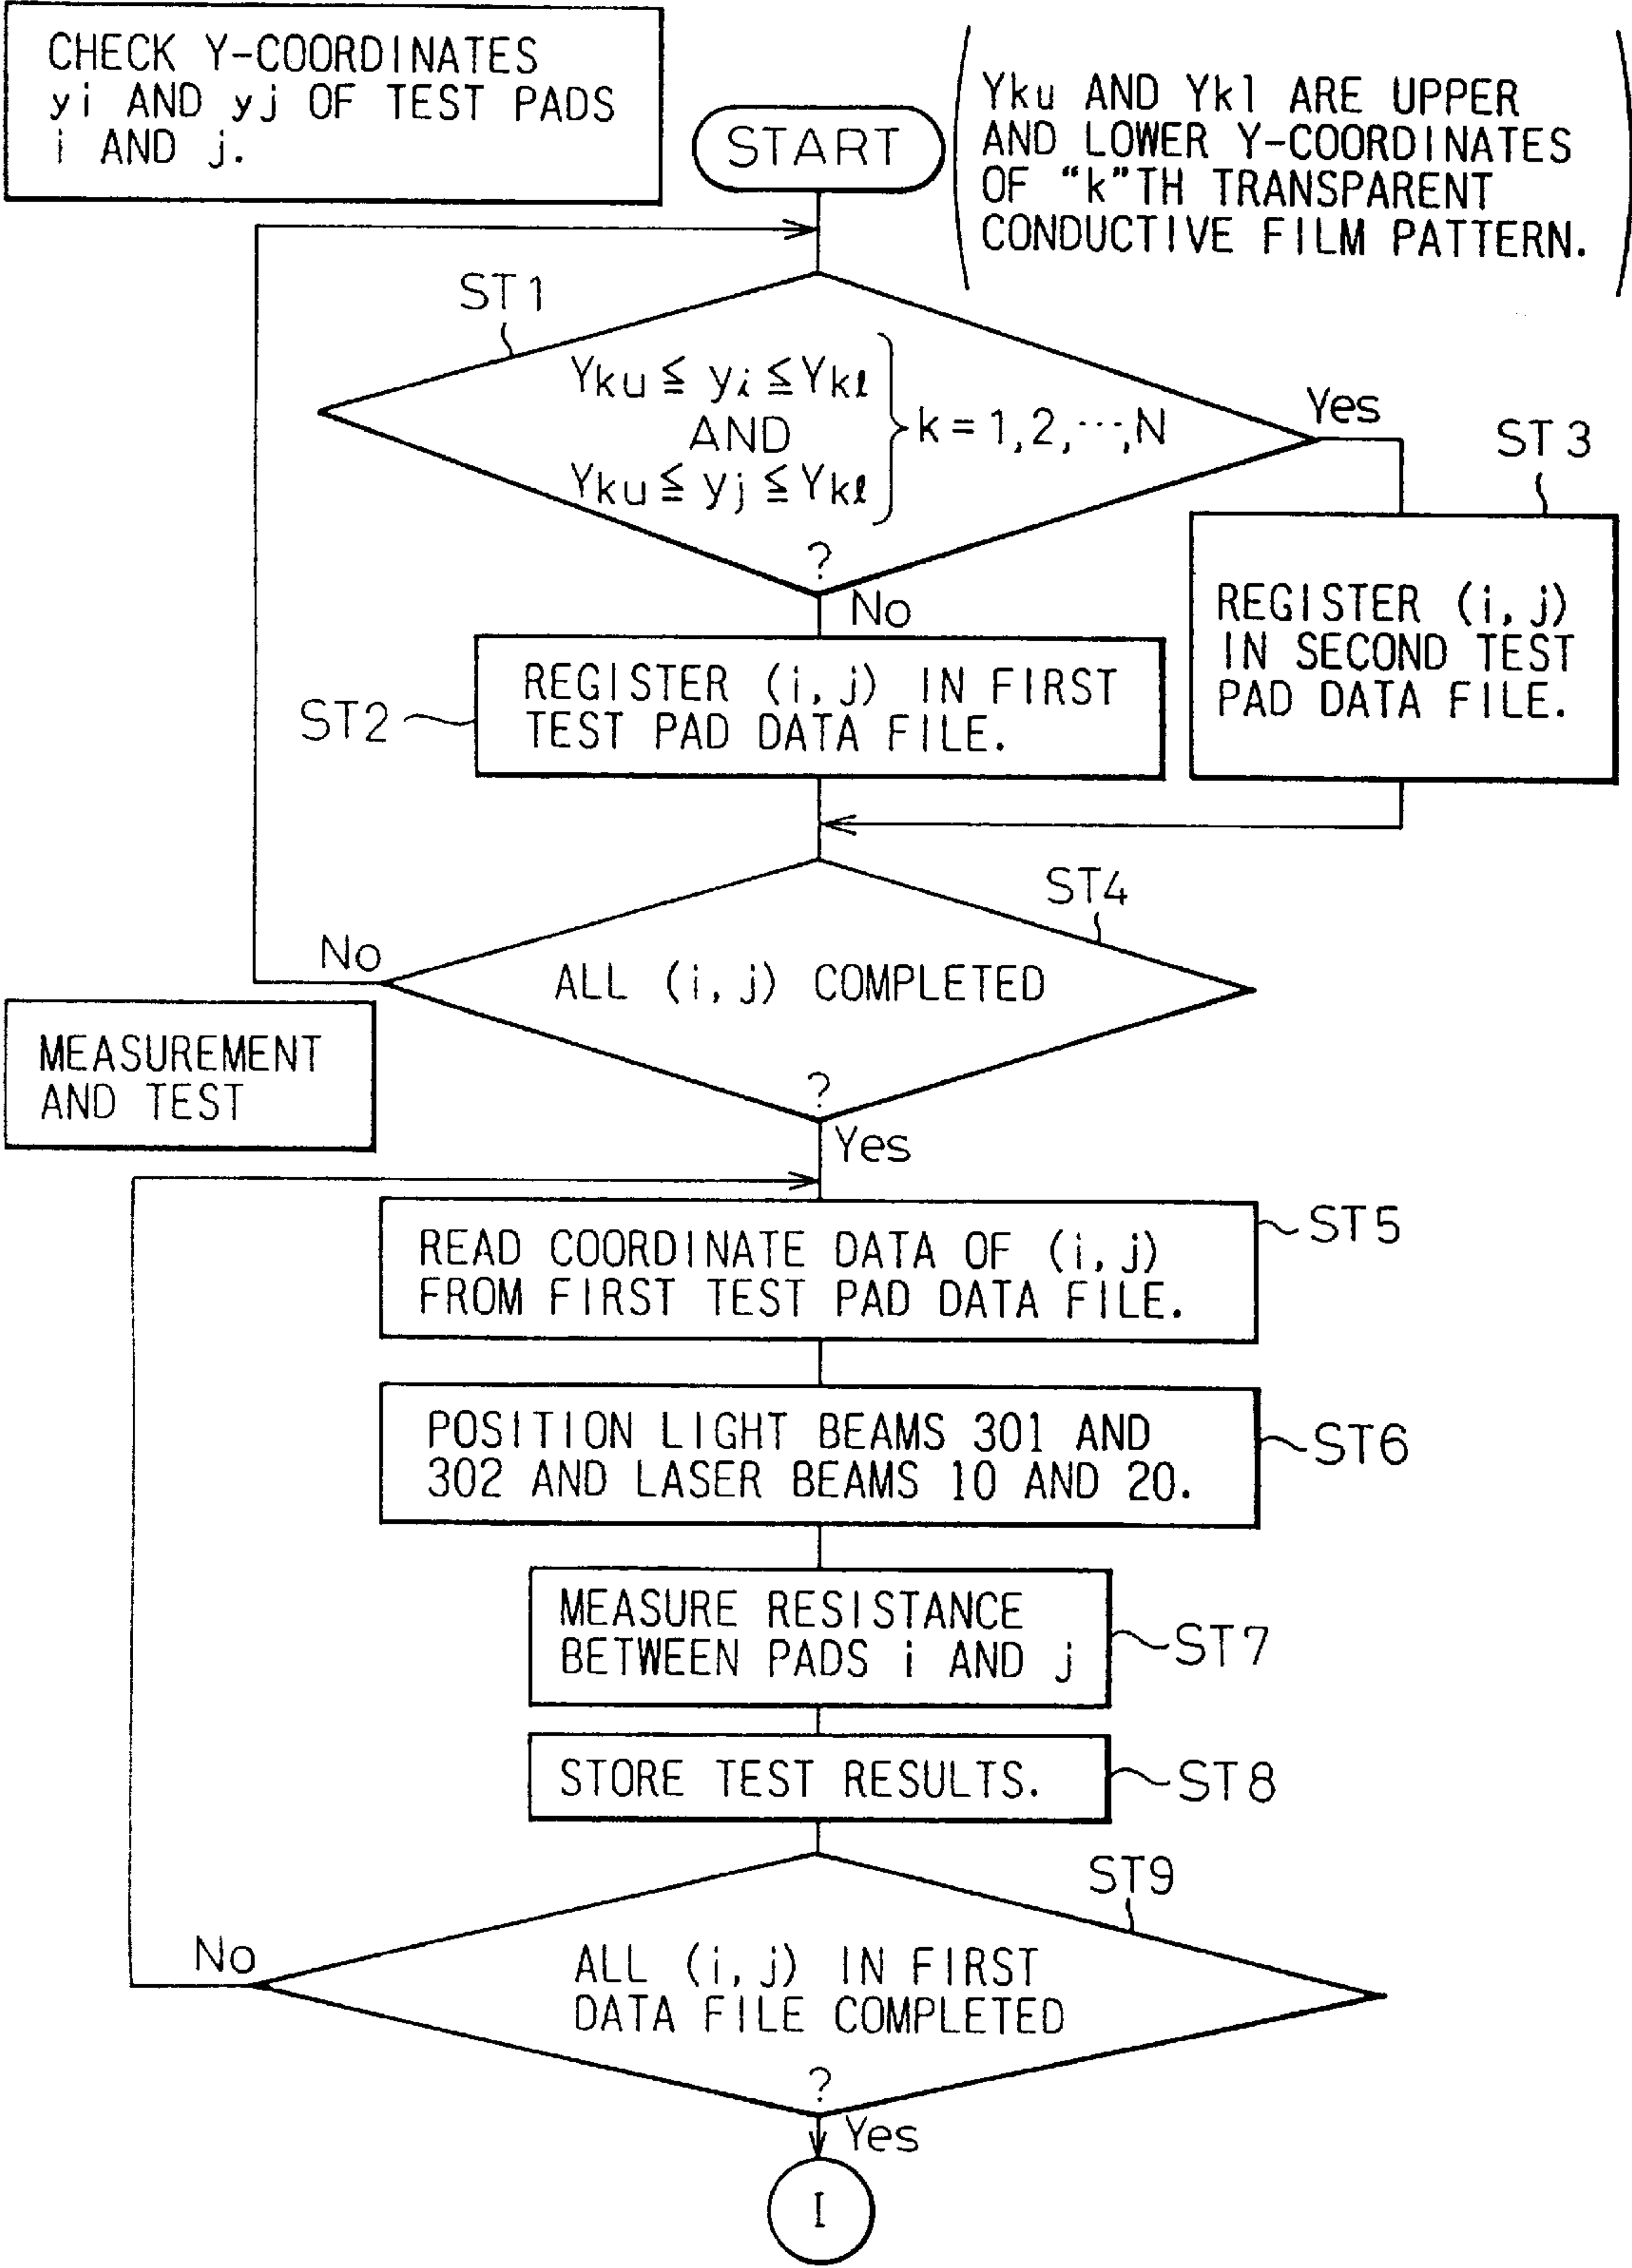 CHECK Y-COORDINATES
yi AND yj OF TEST PADS
i AND j.
START
Yku AND Ykl ARE UPPER
AND LOWER Y-COORDINATES
OF “k”TH TRANSPARENT
CONDUCTIVE FILM PATTERN.
ST1
Yku ≦ yi ≦ Ykl
AND
Yku ≦ yj ≦ Ykl
k = 1, 2, ···, N
?
Yes
No
ST3
REGISTER (i, j)
IN SECOND TEST
PAD DATA FILE.
ST2
REGISTER (i, j) IN FIRST
TEST PAD DATA FILE.
ST4
No
ALL (i, j) COMPLETED
?
Yes
MEASUREMENT
AND TEST
ST5
READ COORDINATE DATA OF (i, j)
FROM FIRST TEST PAD DATA FILE.
POSITION LIGHT BEAMS 301 AND
302 AND LASER BEAMS 10 AND 20.
ST6
MEASURE RESISTANCE
BETWEEN PADS i AND j
ST7
STORE TEST RESULTS.
ST8
ST9
No
ALL (i, j) IN FIRST
DATA FILE COMPLETED
?
Yes
I